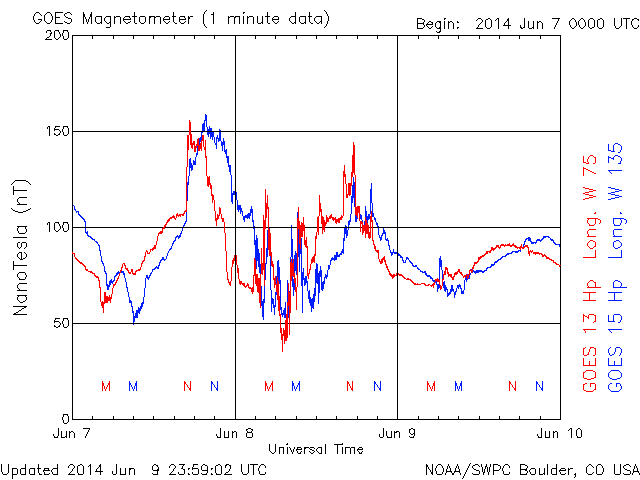 GOES Magnetometer (1 minute data)
Begin: 2014 Jun 7 0000 UTC
200
150
100
50
0
NanoTesla (nT)
GOES 13 Hp Long. W 75
GOES 15 Hp Long. W 135
M M N N M M N N M M N N
Jun 7 Jun 8 Jun 9 Jun 10
Universal Time
Updated 2014 Jun 9 23:59:02 UTC
NOAA/SWPC Boulder, CO USA